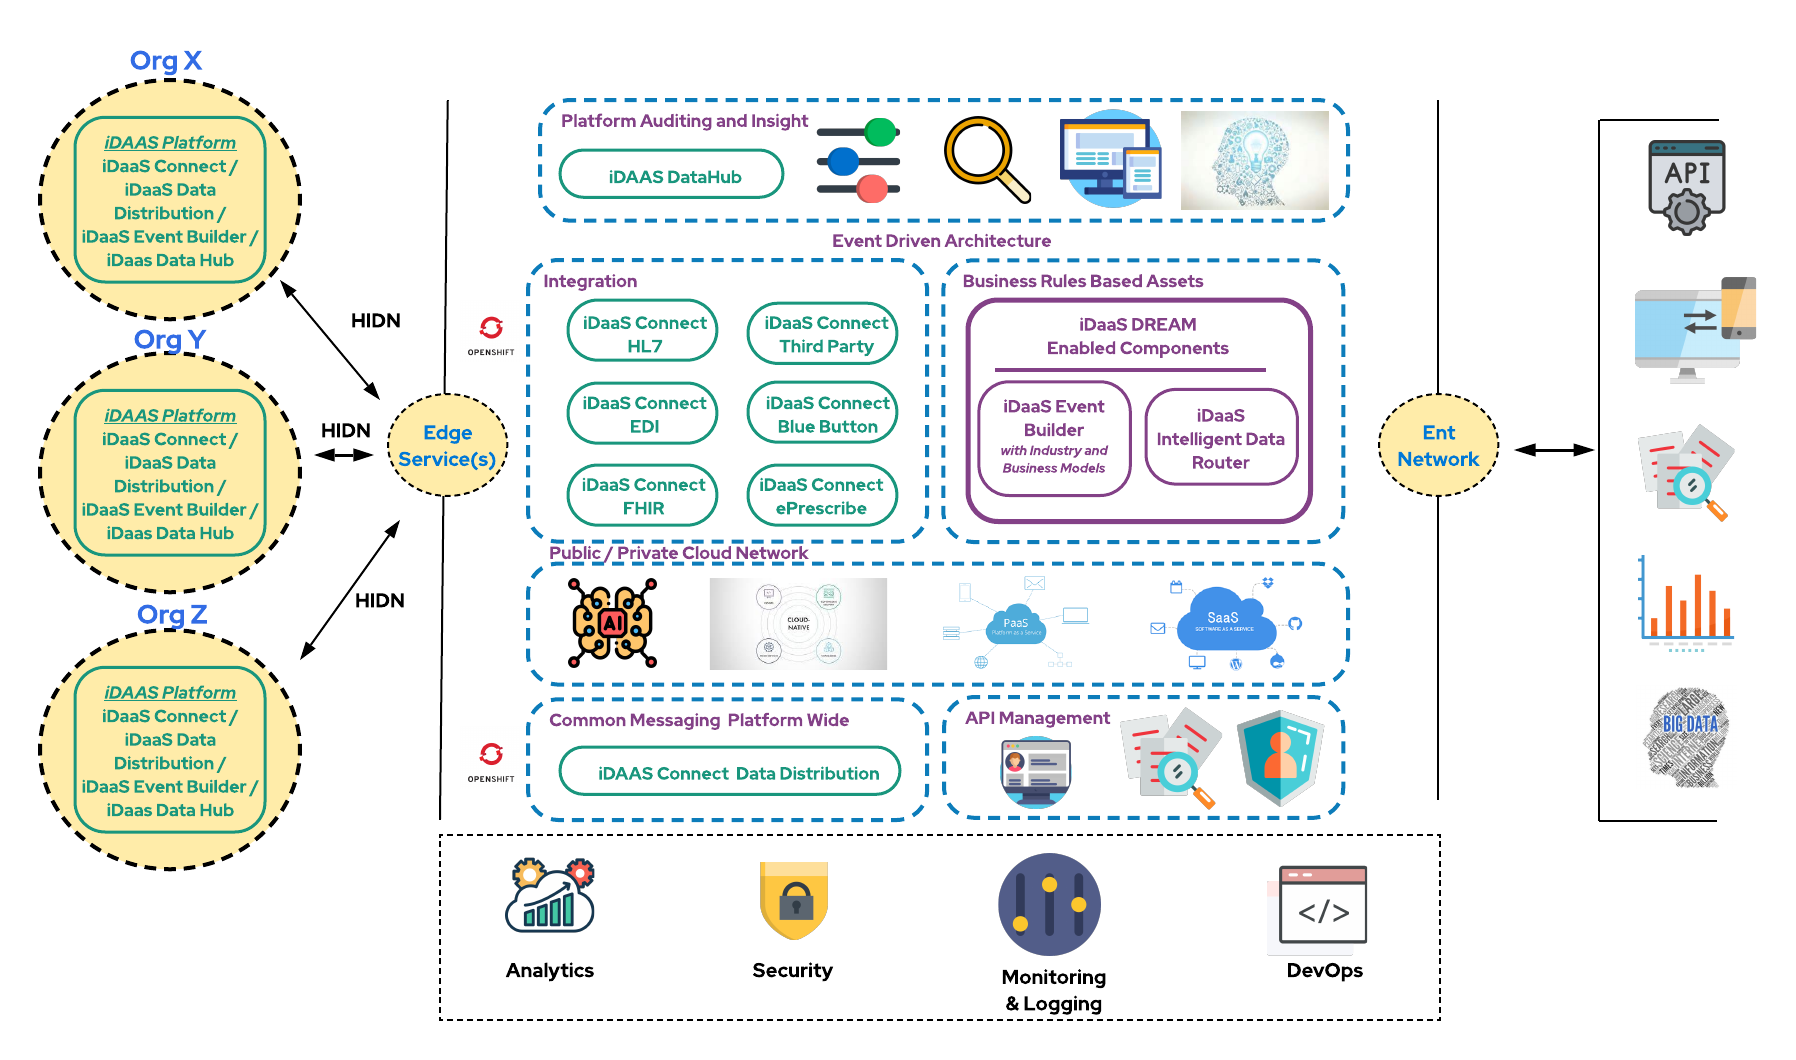 Org X
iDAAS Platform
iDaaS Connect /
iDaaS Data
Distribution /
iDaaS Event Builder /
iDaas Data Hub
HIDN
Org Y
iDAAS Platform
iDaaS Connect /
iDaaS Data
Distribution /
iDaaS Event Builder /
iDaas Data Hub
HIDN
Org Z
iDAAS Platform
iDaaS Connect /
iDaaS Data
Distribution /
iDaaS Event Builder /
iDaas Data Hub
HIDN
Edge
Service(s)
OPENSHIFT
OPENSHIFT
Platform Auditing and Insight
iDAAS DataHub
Event Driven Architecture
Integration
iDaaS Connect
HL7
iDaaS Connect
Third Party
iDaaS Connect
EDI
iDaaS Connect
Blue Button
iDaaS Connect
FHIR
iDaaS Connect
ePrescribe
Business Rules Based Assets
iDaaS DREAM
Enabled Components
iDaaS Event
Builder
with Industry and
Business Models
iDaaS
Intelligent Data
Router
Public / Private Cloud Network
AI
CLOUD-
NATIVE
PaaS
Platform as a Service
SaaS
SOFTWARE AS A SERVICE
Common Messaging Platform Wide
iDAAS Connect Data Distribution
API Management
Ent
Network
API
BIG DATA
Analytics
Security
Monitoring
& Logging
</>
DevOps